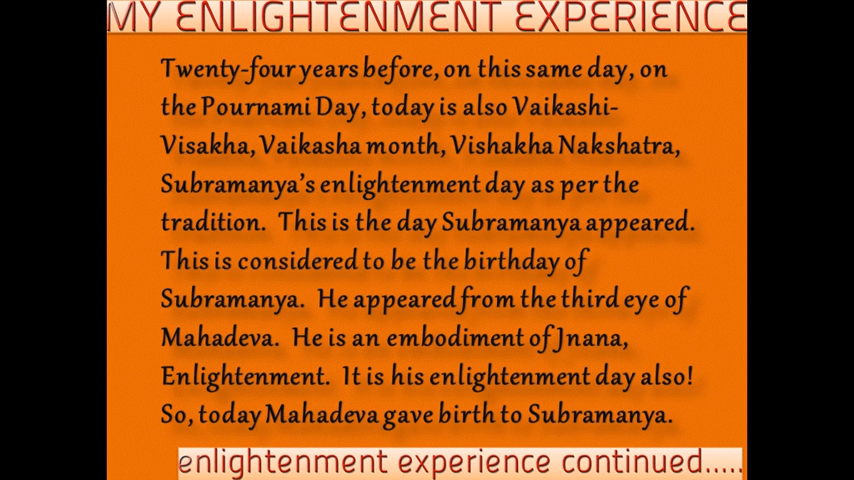 MY ENLIGHTENMENT EXPERIENCE
Twenty-four years before, on this same day, on
the Pournami Day, today is also Vaikashi-
Visakha, Vaikasha month, Vishakha Nakshatra,
Subramanya's enlightenment day as per the
tradition. This is the day Subramanya appeared.
This is considered to be the birthday of
Subramanya. He appeared from the third eye of
Mahadeva. He is an embodiment of Jnana,
Enlightenment. It is his enlightenment day also!
So, today Mahadeva gave birth to Subramanya.
enlightenment experience continued.....